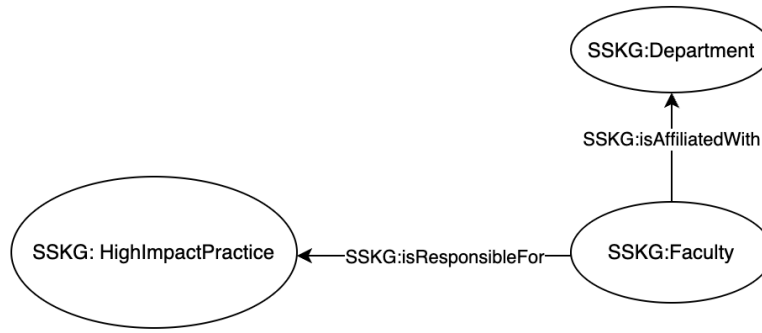 SSKG:Department
SSKG:isAffiliatedWith
SSKG: HighImpactPractice
SSKG:isResponsibleFor
SSKG:Faculty